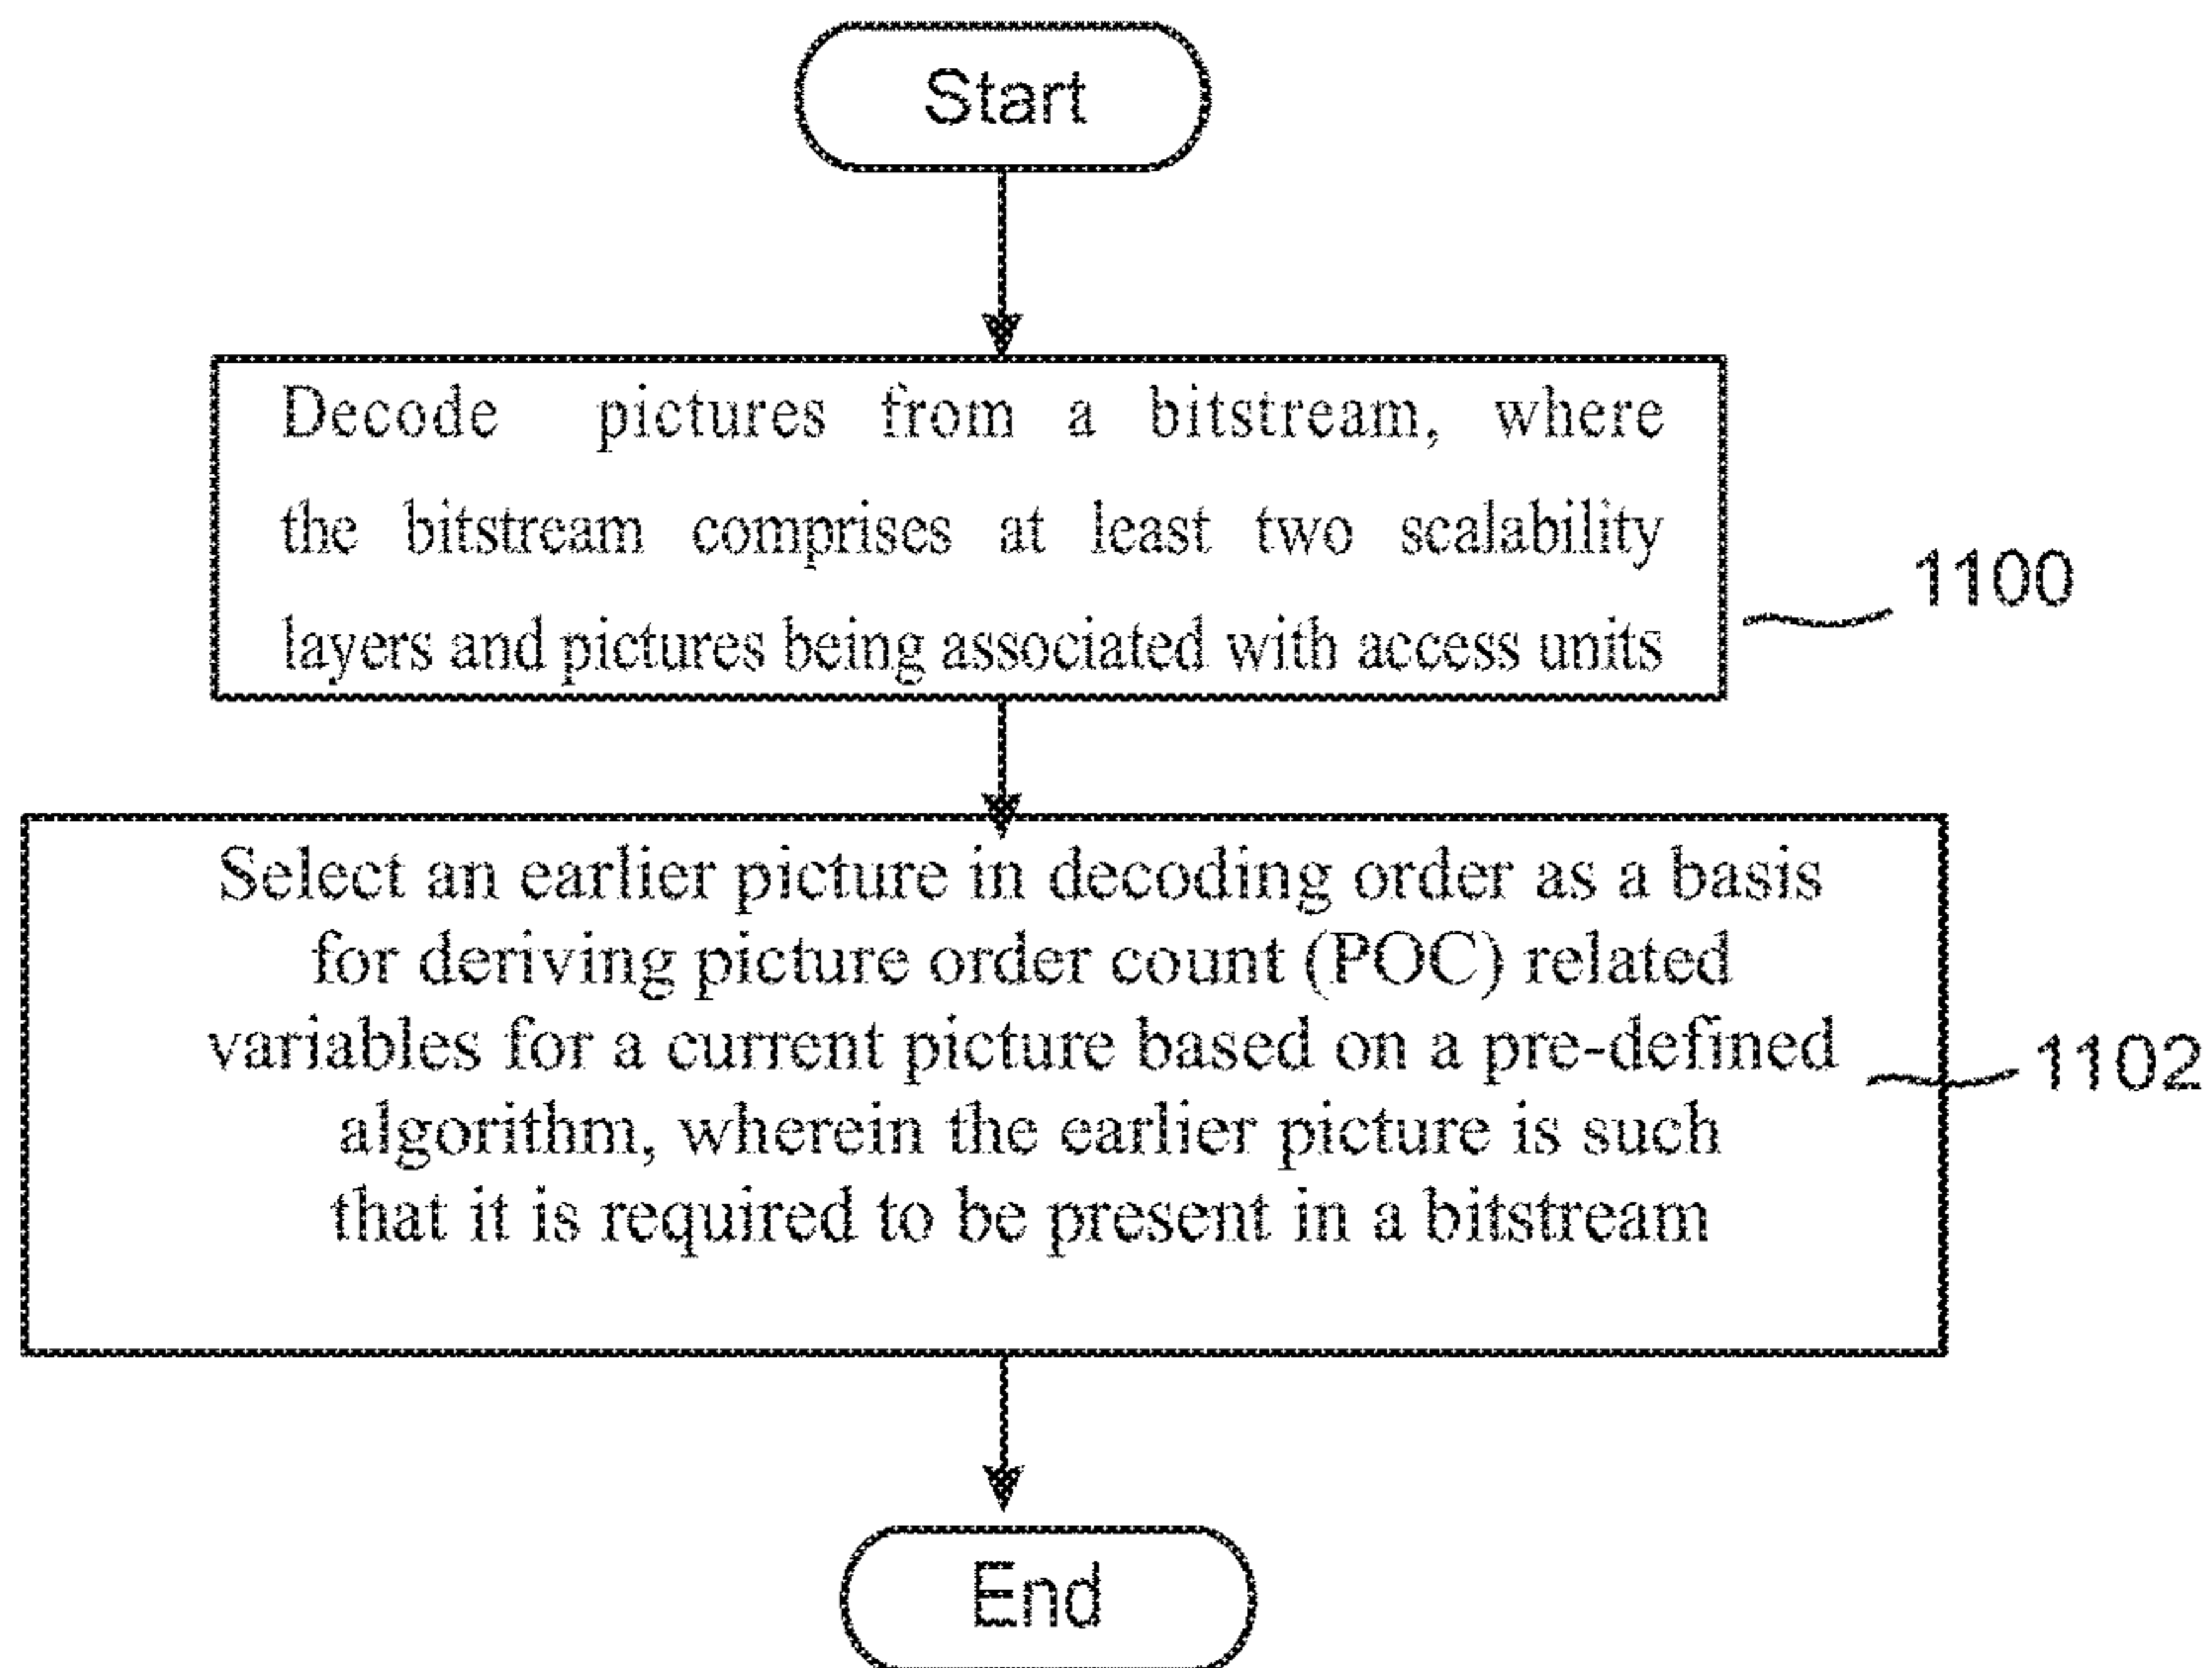 Start
Decode pictures from a bitstream, where
the bitstream comprises at least two scalability
layers and pictures being associated with access units
1100
Select an earlier picture in decoding order as a basis
for deriving picture order count (POC) related
variables for a current picture based on a pre-defined
algorithm, wherein the earlier picture is such
that it is required to be present in a bitstream
1102
End